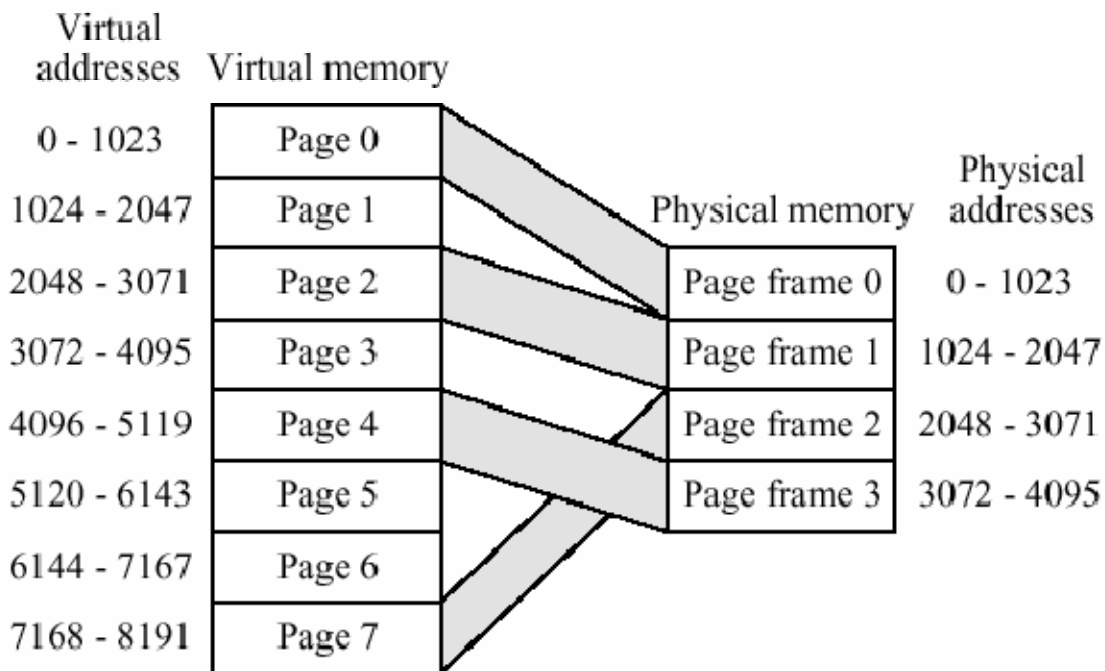 Virtual
addresses
Virtual memory
0 - 1023
Page 0
1024 - 2047
Page 1
2048 - 3071
Page 2
3072 - 4095
Page 3
4096 - 5119
Page 4
5120 - 6143
Page 5
6144 - 7167
Page 6
7168 - 8191
Page 7
Physical memory
Physical
addresses
Page frame 0
0 - 1023
Page frame 1
1024 - 2047
Page frame 2
2048 - 3071
Page frame 3
3072 - 4095